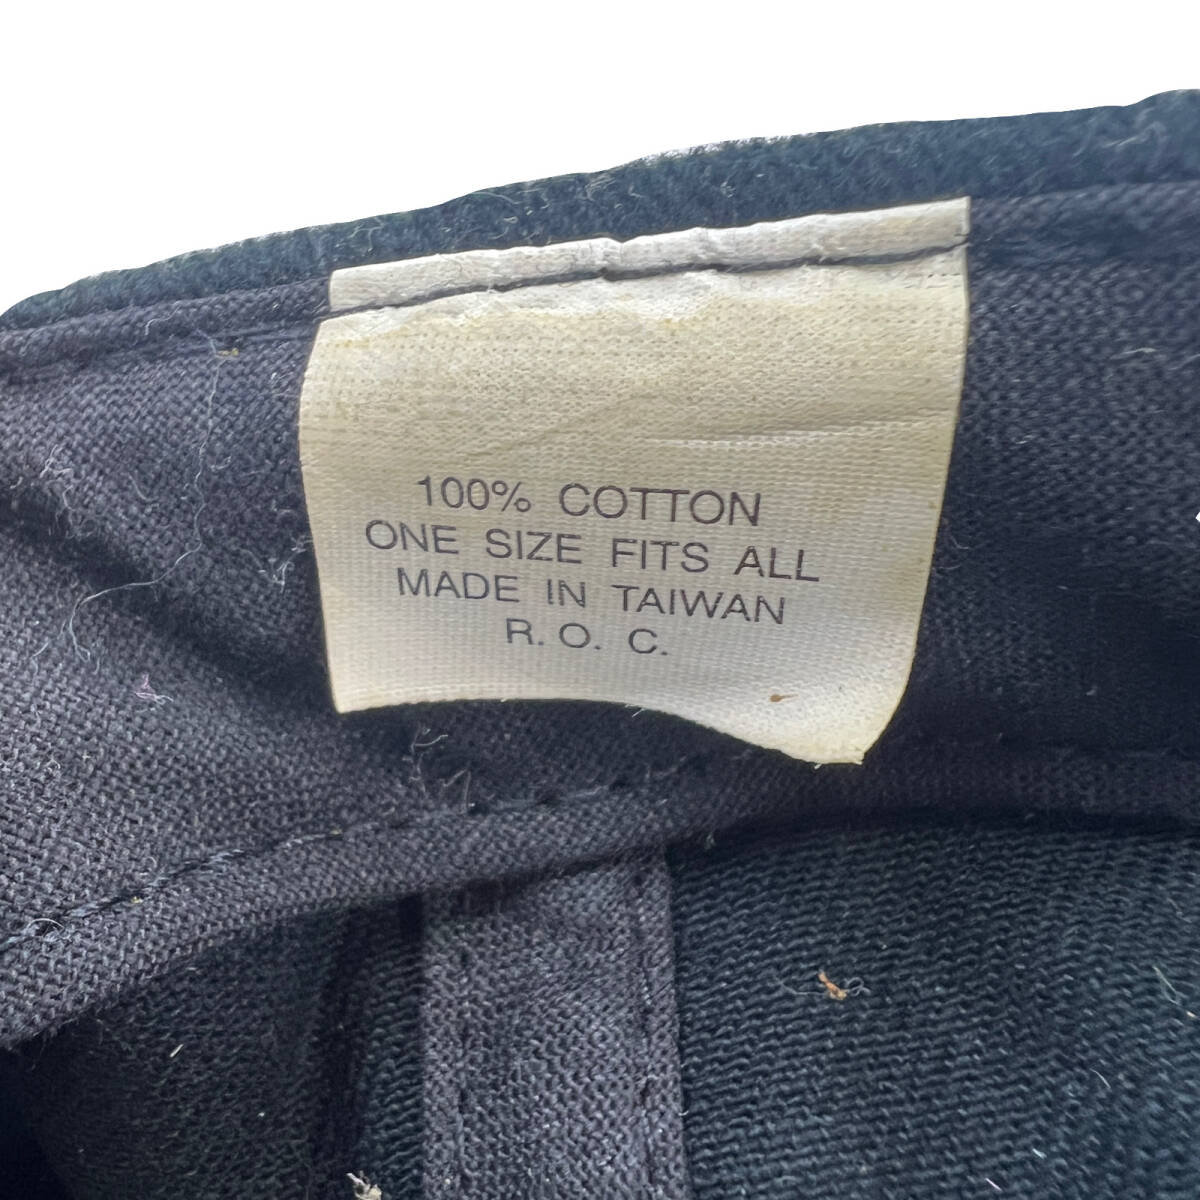 100% COTTON
ONE SIZE FITS ALL
MADE IN TAIWAN
R. O. C.